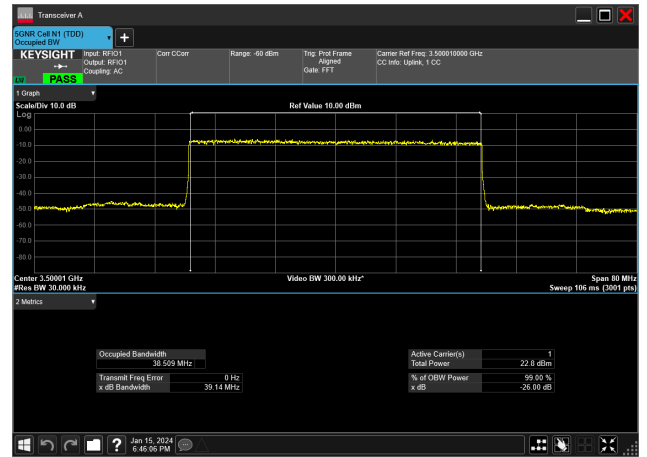 Transceiver A
5GNR Cell N1 (TDD)
Occupied BW
+
KEYSIGHT Input: RFIO1 Corr CCorr Range: -60 dBm Trig: Prot Frame Carrier Ref Freq: 3.500010000 GHz
Output: RFIO1 Aligned CC Info: Uplink, 1 CC
Coupling: AC Gate: FFT
LXI PASS
1 Graph
Scale/Div 10.0 dB Ref Value 10.00 dBm
Log
0.00
-10.0
-20.0
-30.0
-40.0
-50.0
-60.0
-70.0
-80.0
Center 3.50001 GHz Video BW 300.00 kHz* Span 80 MHz
#Res BW 30.000 kHz Sweep 106 ms (3001 pts)
2 Metrics
Occupied Bandwidth Active Carrier(s) 1
38.509 MHz Total Power 22.8 dBm
Transmit Freq Error 0 Hz % of OBW Power 99.00 %
x dB Bandwidth 39.14 MHz x dB -26.00 dB
? Jan 15, 2024
6:46:06 PM